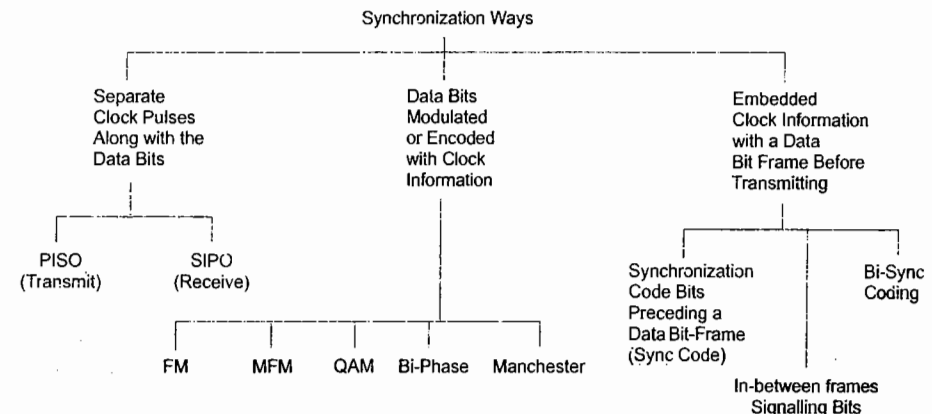 Synchronization Ways
Separate
Clock Pulses
Along with the
Data Bits
Data Bits
Modulated
or Encoded
with Clock
Information
Embedded
Clock Information
with a Data
Bit Frame Before
Transmitting
PISO
(Transmit)
SIPO
(Receive)
FM
MFM
QAM
Bi-Phase
Manchester
Synchronization
Code Bits
Preceding a
Data Bit-Frame
(Sync Code)
In-between frames
Signalling Bits
Bi-Sync
Coding